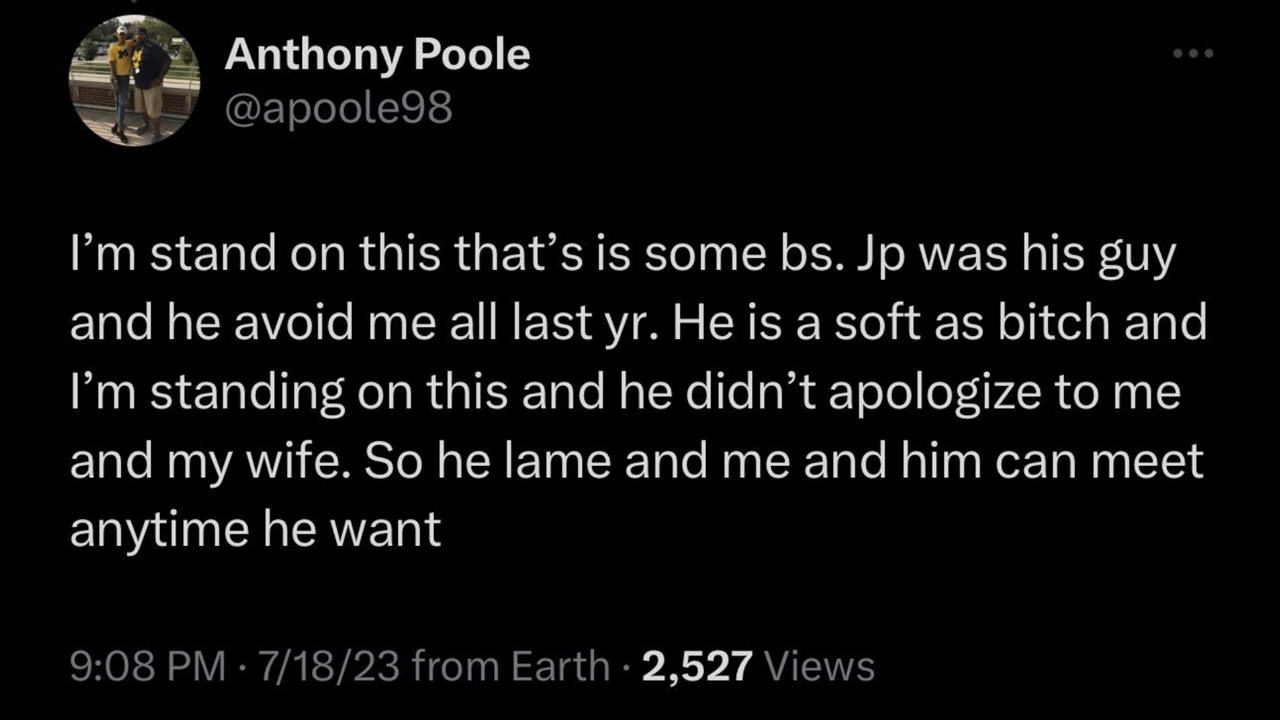 Anthony Poole
@apoole98
I’m stand on this that’s is some bs. Jp was his guy
and he avoid me all last yr. He is a soft as bitch and
I’m standing on this and he didn’t apologize to me
and my wife. So he lame and me and him can meet
anytime he want
9:08 PM · 7/18/23 from Earth · 2,527 Views